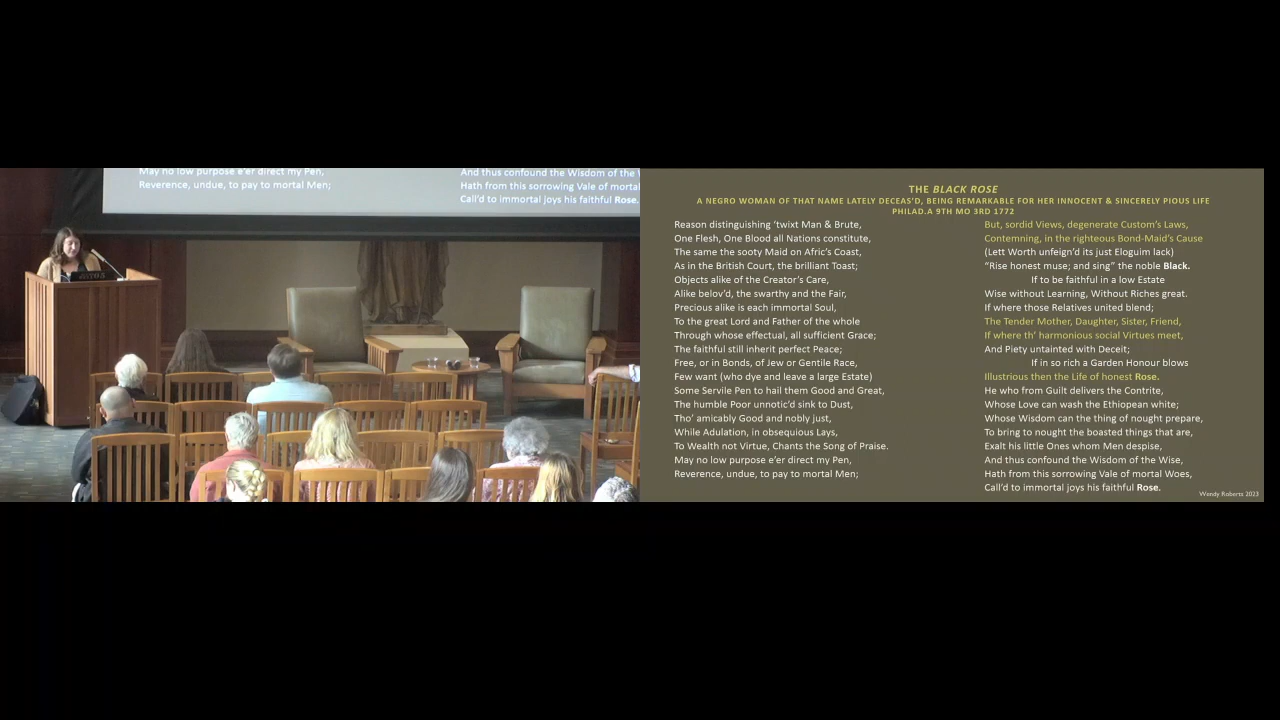 May no low purpose e'er direct my Pen,
Reverence, undue, to pay to mortal Men;
And thus confound the Wisdom of the
Hath from this sorrowing Vale of mortal
Call'd to immortal joys his faithful Rose.
THE BLACK ROSE
A NEGRO WOMAN OF THAT NAME LATELY DECEAS'D, BEING REMARKABLE FOR HER INNOCENT & SINCERELY PIOUS LIFE
PHILAD.A 9TH MO 3RD 1772
Reason distinguishing 'twixt Man & Brute,
One Flesh, One Blood all Nations constitute,
The same the sooty Maid on Afric's Coast,
As in the British Court, the brilliant Toast;
Objects alike of the Creator's Care,
Alike belov'd, the swarthy and the Fair,
Precious alike is each immortal Soul,
To the great Lord and Father of the whole
Through whose effectual, all sufficient Grace;
The faithful still inherit perfect Peace;
Free, or in Bonds, of Jew or Gentile Race,
Few want (who dye and leave a large Estate)
Some Servile Pen to hail them Good and Great,
The humble Poor unnotic'd sink to Dust,
Tho' amicably Good and nobly just,
While Adulation, in obsequious Lays,
To Wealth not Virtue, Chants the Song of Praise.
May no low purpose e'er direct my Pen,
Reverence, undue, to pay to mortal Men;
But, sordid Views, degenerate Custom's Laws,
Contemning, in the righteous Bond-Maid's Cause
(Lett Worth unfeign'd its just Eloguim lack)
"Rise honest muse; and sing" the noble Black.
If to be faithful in a low Estate
Wise without Learning, Without Riches great.
If where those Relatives united blend;
The Tender Mother, Daughter, Sister, Friend,
If where th' harmonious social Virtues meet,
And Piety untainted with Deceit;
If in so rich a Garden Honour blows
Illustrious then the Life of honest Rose.
He who from Guilt delivers the Contrite,
Whose Love can wash the Ethiopean white;
Whose Wisdom can the thing of nought prepare,
To bring to nought the boasted things that are,
Exalt his little Ones whom Men despise,
And thus confound the Wisdom of the Wise,
Hath from this sorrowing Vale of mortal Woes,
Call'd to immortal joys his faithful Rose.
Wendy Roberts 2023